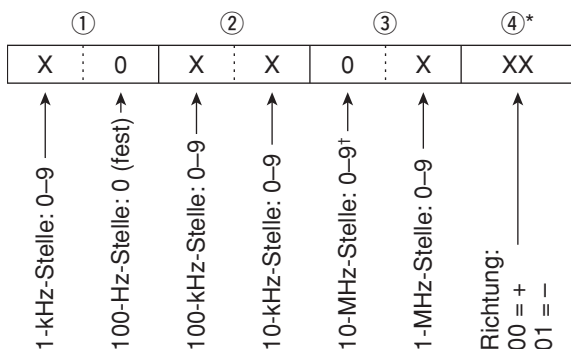 ① ② ③ ④*
X 0 X X 0 X XX
1-kHz-Stelle: 0–9
100-Hz-Stelle: 0 (fest)
100-kHz-Stelle: 0–9
10-kHz-Stelle: 0–9
10-MHz-Stelle: 0–9†
1-MHz-Stelle: 0–9
Richtung:
00 = +
01 = –